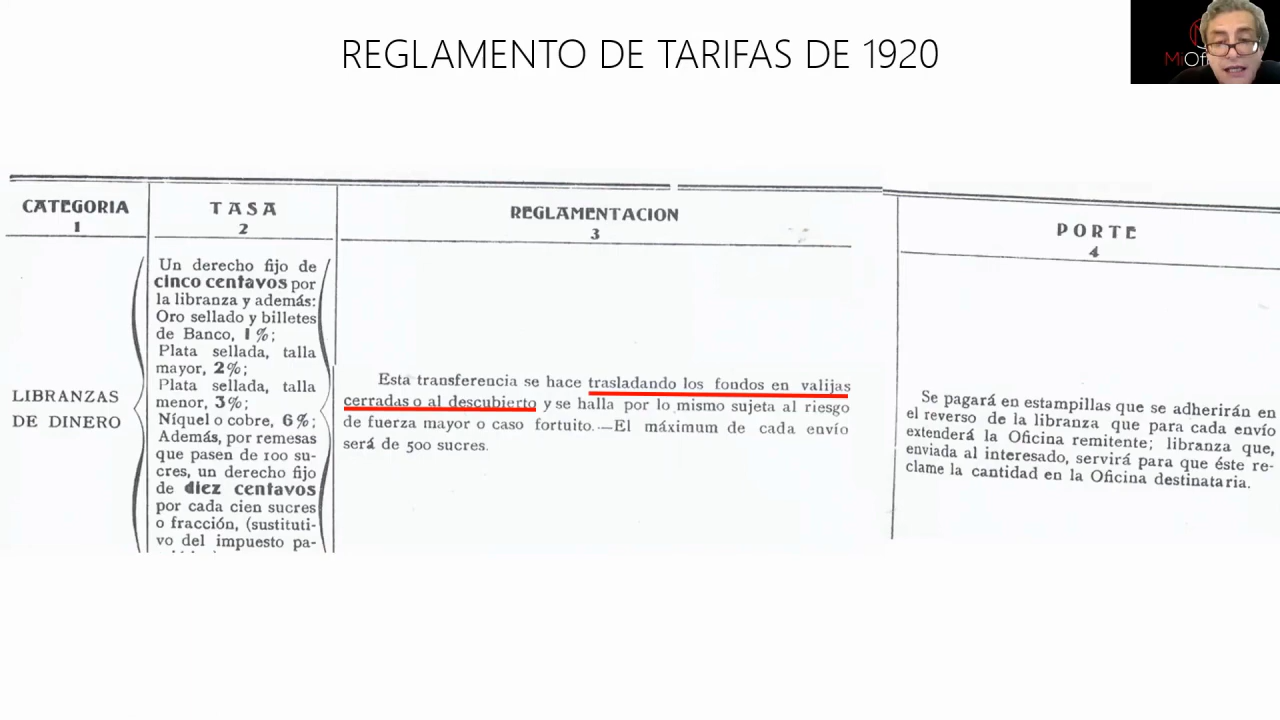 REGLAMENTO DE TARIFAS DE 1920
CATEGORIA
1
TASA
2
REGLAMENTACION
3
PORTE
4
LIBRANZAS
DE DINERO
Un derecho fijo de
cinco centavos por
la libranza y además:
Oro sellado y billetes
de Banco, 1 %;
Plata sellada, talla
mayor, 2%;
Plata sellada, talla
menor, 3%;
Níquel o cobre, 6%;
Además, por remesas
que pasen de 100 su-
cres, un derecho fijo
de diez centavos
por cada cien sucres
o fracción, (sustituti-
vo del impuesto pa-
Esta transferencia se hace trasladando los fondos en valijas
cerradas o al descubierto y se halla por lo mismo sujeta al riesgo
de fuerza mayor o caso fortuito.—El máximum de cada envío
será de 500 sucres.
Se pagará en estampillas que se adherirán en
el reverso de la libranza que para cada envío
extenderá la Oficina remitente; libranza que,
enviada al interesado, servirá para que éste re-
clame la cantidad en la Oficina destinataria.